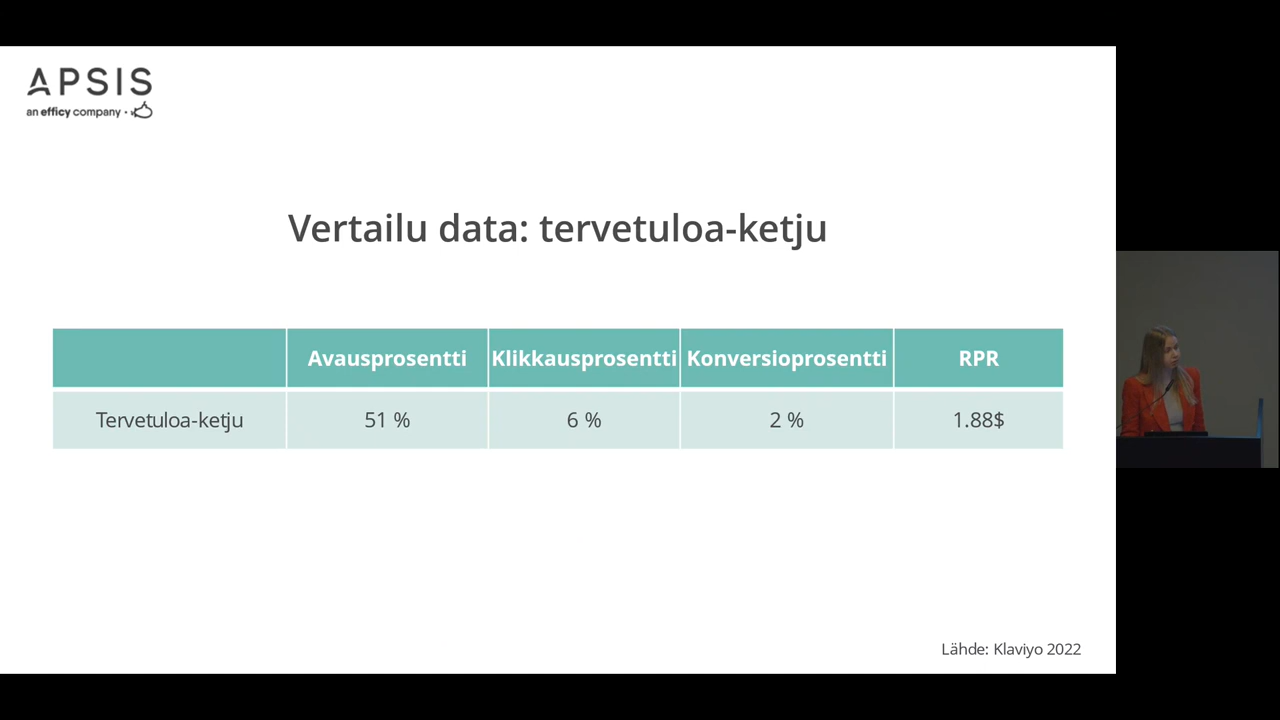 APSIS
an efficy company
Vertailu data: tervetuloa-ketju
Avausprosentti Klikkausprosentti Konversioprosentti RPR
Tervetuloa-ketju 51 % 6 % 2 % 1.88$
Lähde: Klaviyo 2022